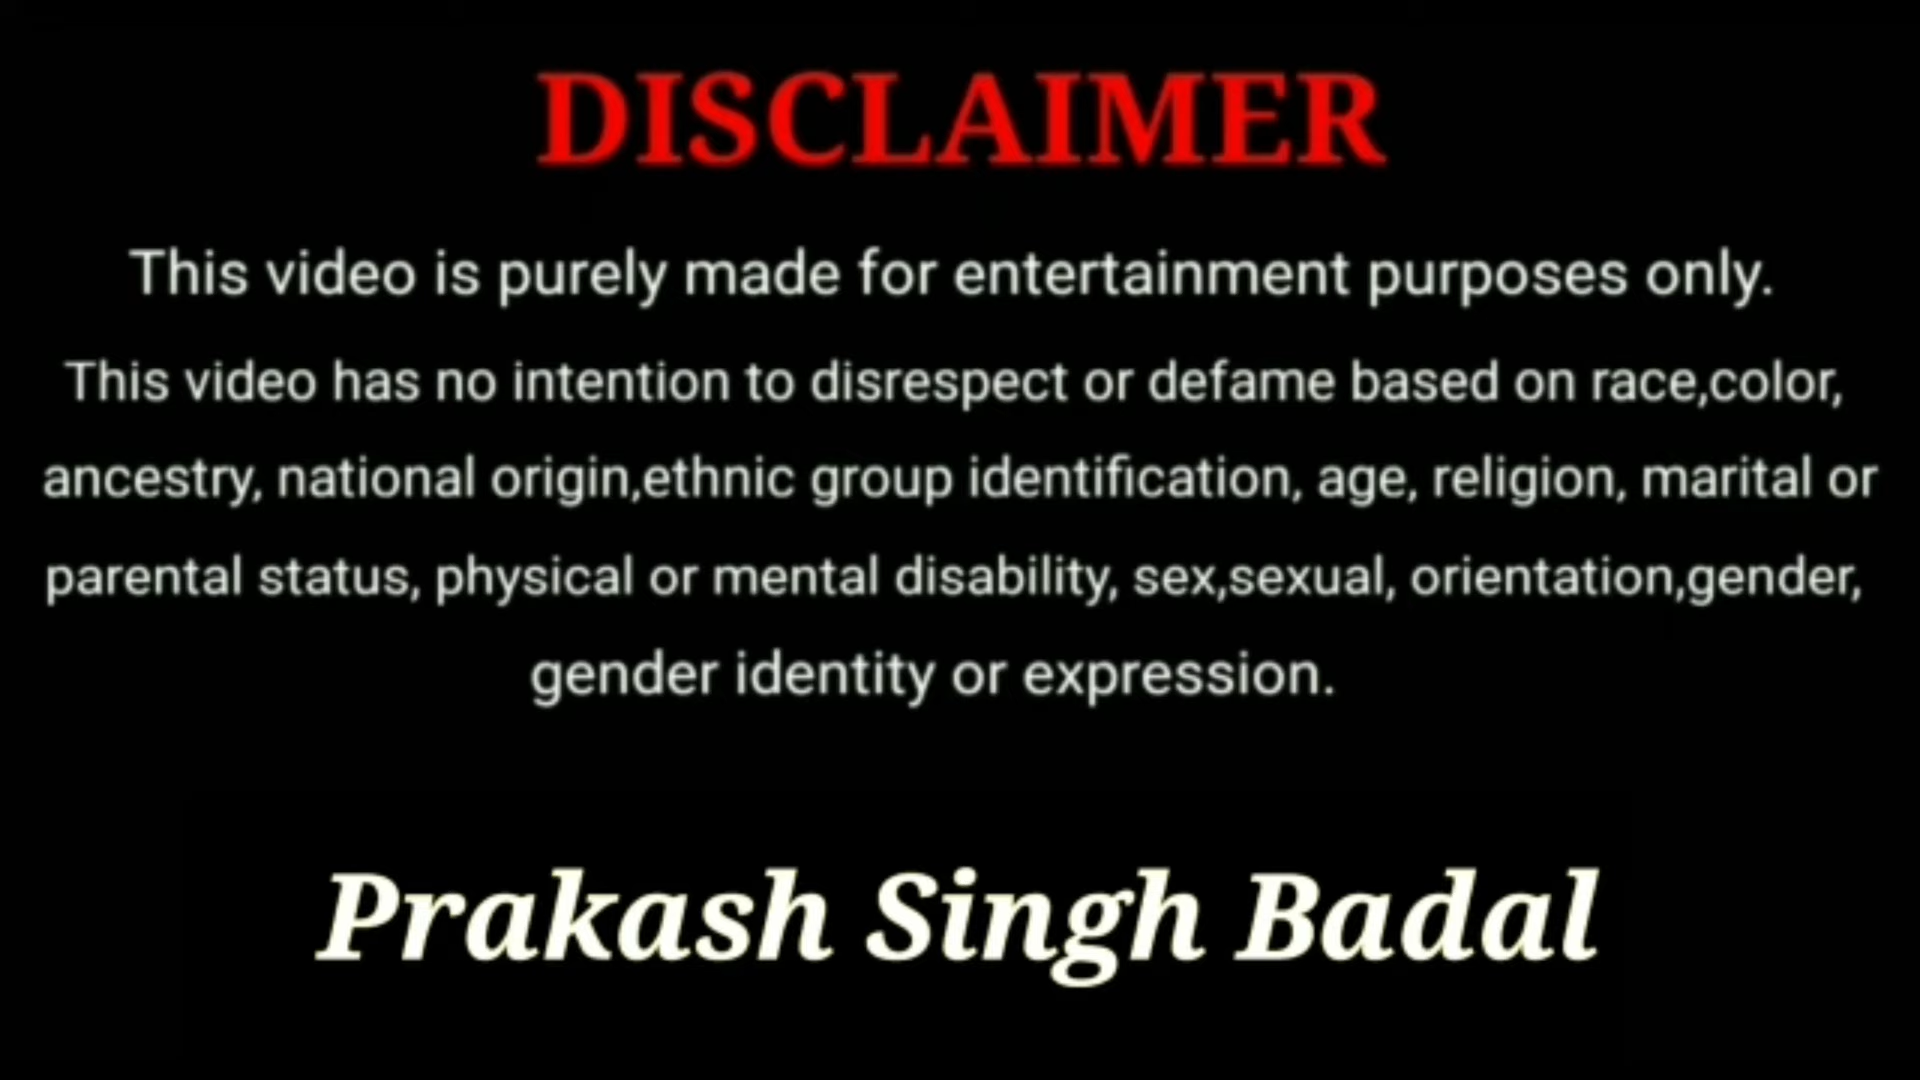 DISCLAIMER
This video is purely made for entertainment purposes only.
This video has no intention to disrespect or defame based on race,color,
ancestry, national origin,ethnic group identification, age, religion, marital or
parental status, physical or mental disability, sex,sexual, orientation,gender,
gender identity or expression.
Prakash Singh Badal